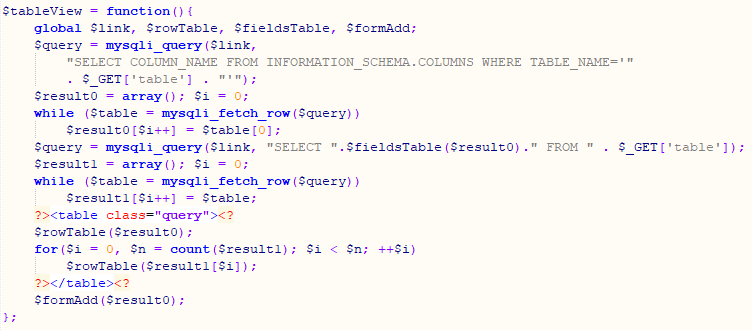 $tableView = function(){
    global $link, $rowTable, $fieldsTable, $formAdd;
    $query = mysqli_query($link,
        "SELECT COLUMN_NAME FROM INFORMATION_SCHEMA.COLUMNS WHERE TABLE_NAME='"
        . $_GET['table'] . "'");
    $result0 = array(); $i = 0;
    while ($table = mysqli_fetch_row($query))
        $result0[$i++] = $table[0];
    $query = mysqli_query($link, "SELECT ".$fieldsTable($result0)." FROM " . $_GET['table']);
    $result1 = array(); $i = 0;
    while ($table = mysqli_fetch_row($query))
        $result1[$i++] = $table;
    ?><table class="query"><?
    $rowTable($result0);
    for($i = 0, $n = count($result1); $i < $n; ++$i)
        $rowTable($result1[$i]);
    ?></table><?
    $formAdd($result0);
};